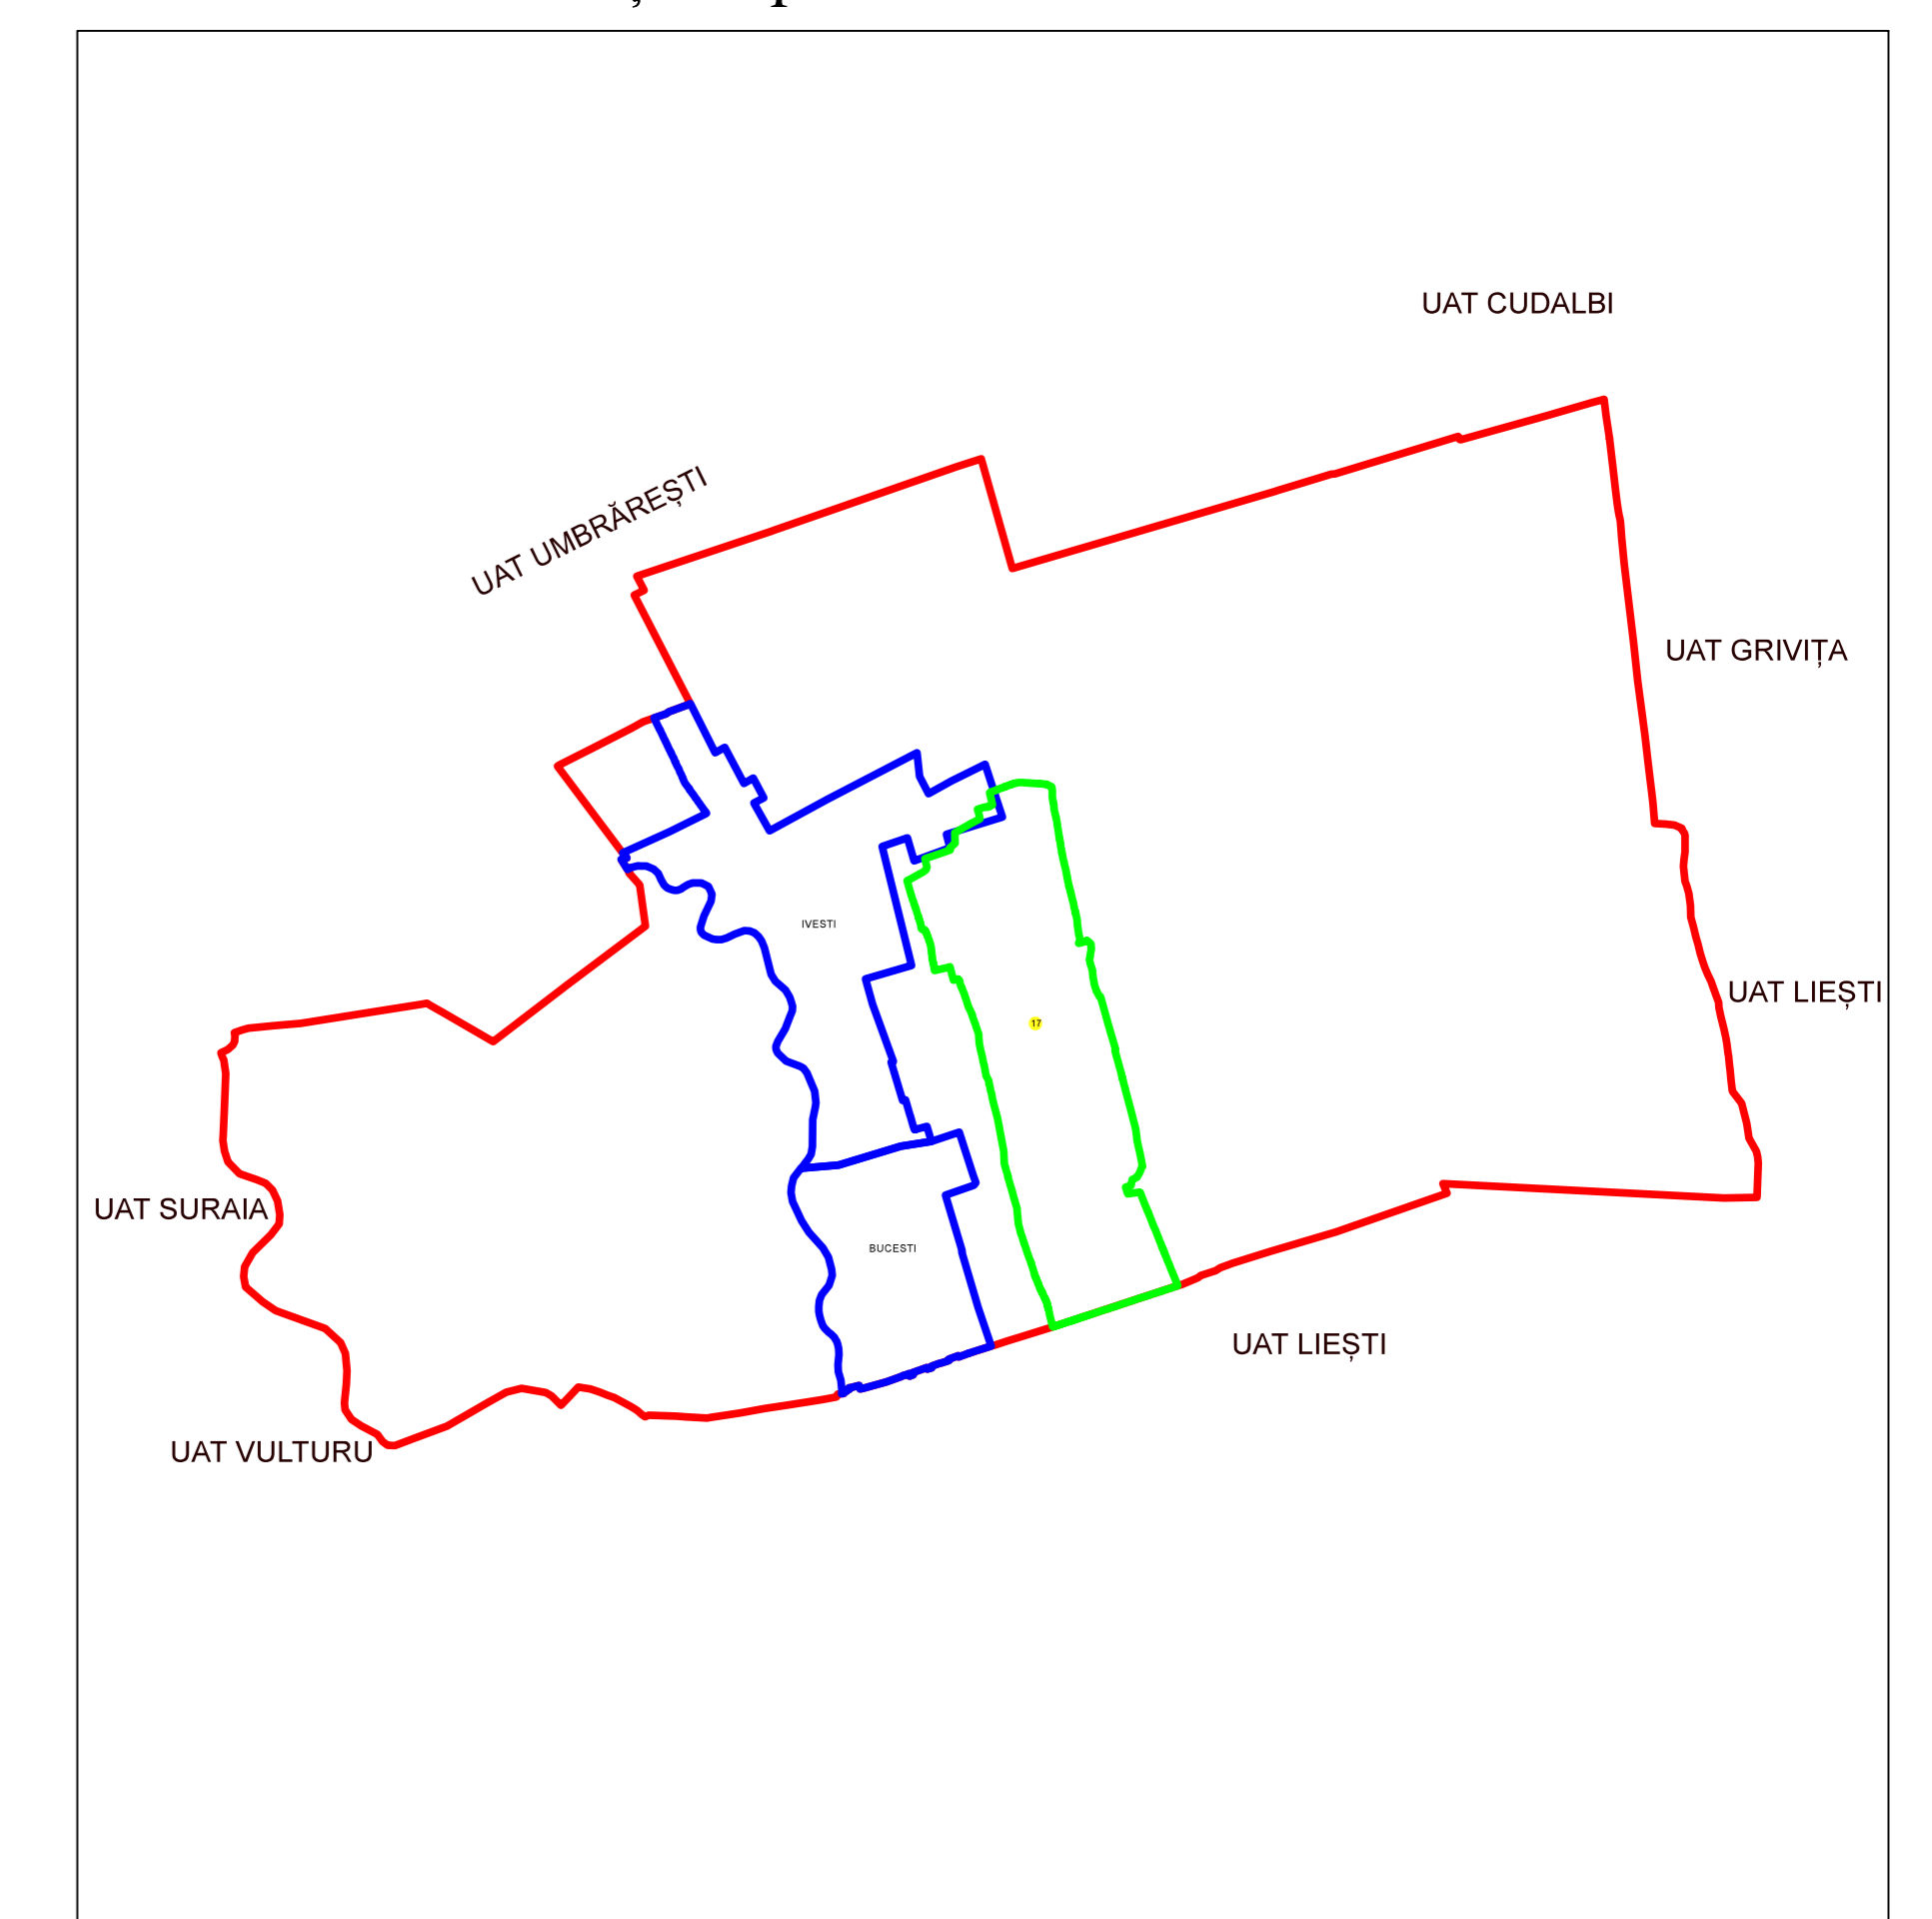 UAT CUDALBI
UAT UMBRĂREȘTI
UAT GRIVIȚA
IVESTI
UAT LIEȘTI
17
UAT SURAIA
BUCESTI
UAT LIEȘTI
UAT VULTURU